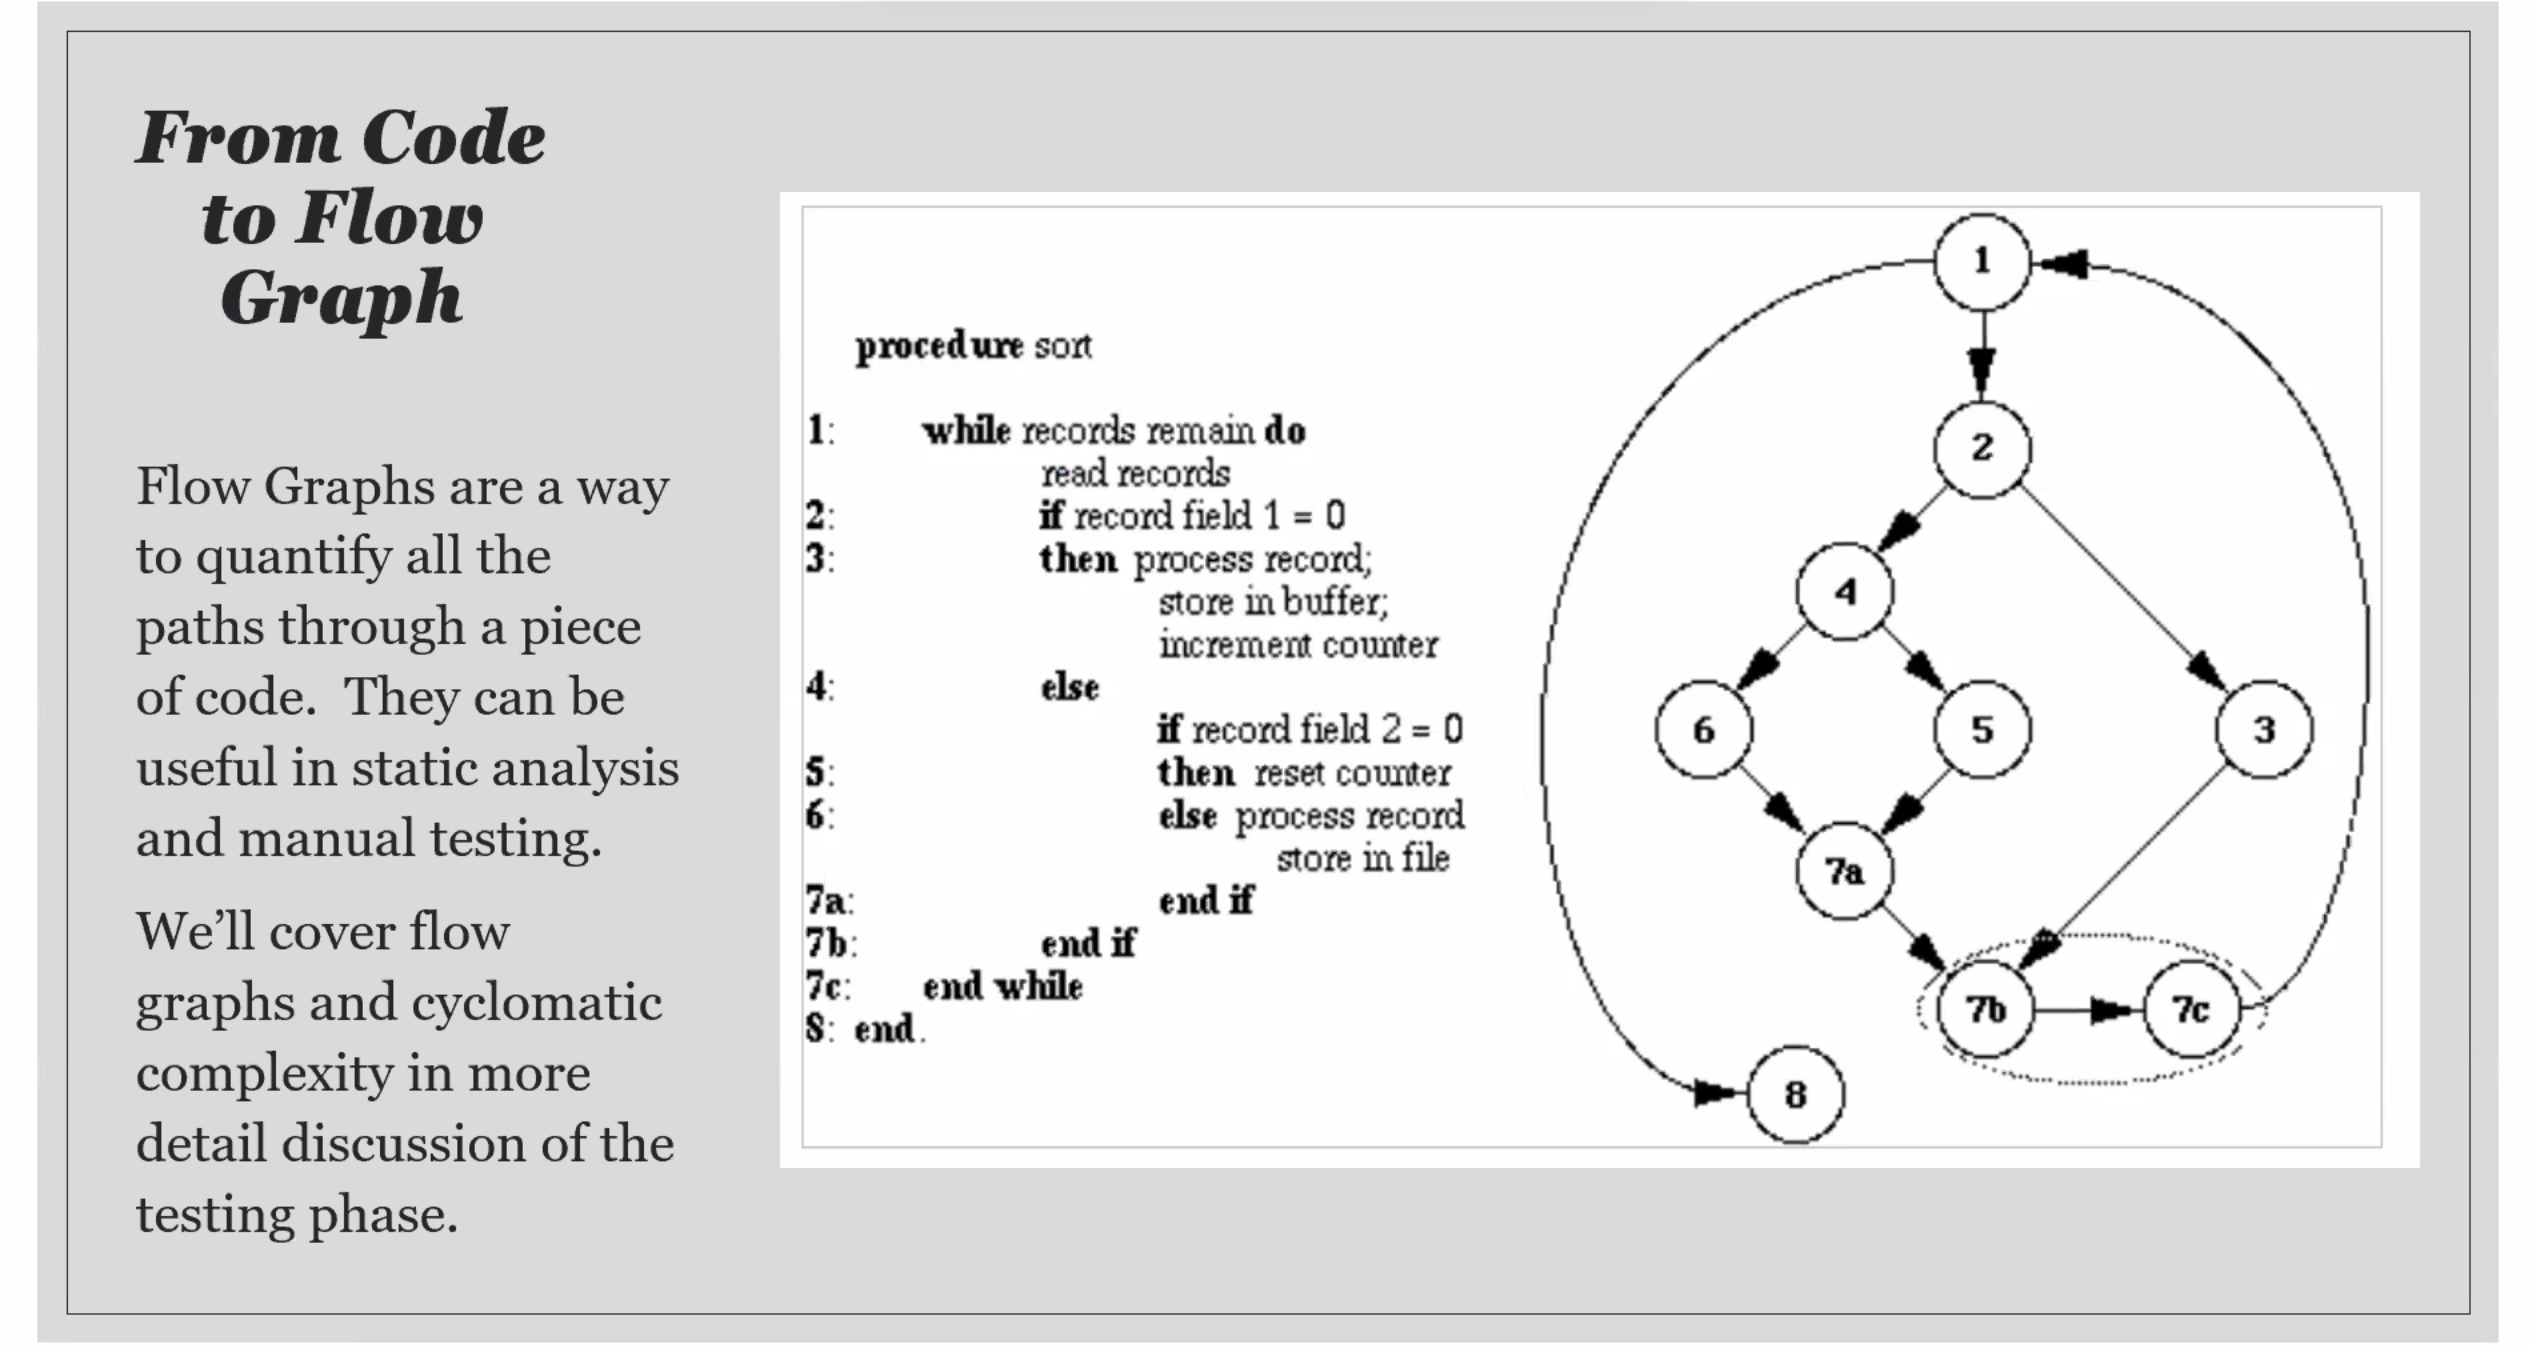 From Code
to Flow
Graph
Flow Graphs are a way
to quantify all the
paths through a piece
of code. They can be
useful in static analysis
and manual testing.
We’ll cover flow
graphs and cyclomatic
complexity in more
detail discussion of the
testing phase.
procedure sort
1: while records remain do
read records
2: if record field 1 = 0
3: then process record;
store in buffer;
increment counter
4: else
if record field 2 = 0
5: then reset counter
6: else process record
store in file
7a: end if
7b: end if
7c: end while
8: end.
1
2
4
6 5 3
7a
7b 7c
8